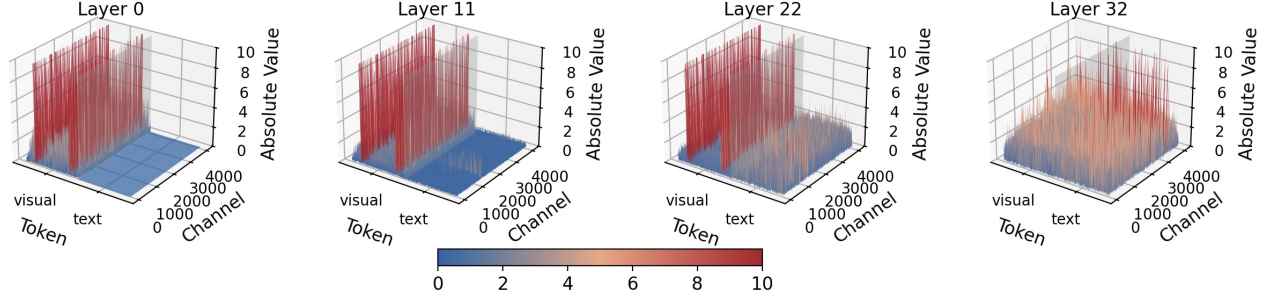 Layer 0
10
8
6
4
2
0
Absolute Value
visual
text
Token
0
1000
2000
3000
4000
Channel
Layer 11
10
8
6
4
2
0
Absolute Value
visual
text
Token
0
1000
2000
3000
4000
Channel
Layer 22
10
8
6
4
2
0
Absolute Value
visual
text
Token
0
1000
2000
3000
4000
Channel
Layer 32
10
8
6
4
2
0
Absolute Value
visual
text
Token
0
1000
2000
3000
4000
Channel
0 2 4 6 8 10